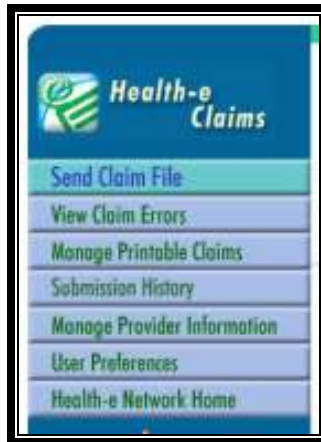 Health-e
Claims
Send Claim File
View Claim Errors
Manage Printable Claims
Submission History
Manage Provider Information
User Preferences
Health-e Network Home